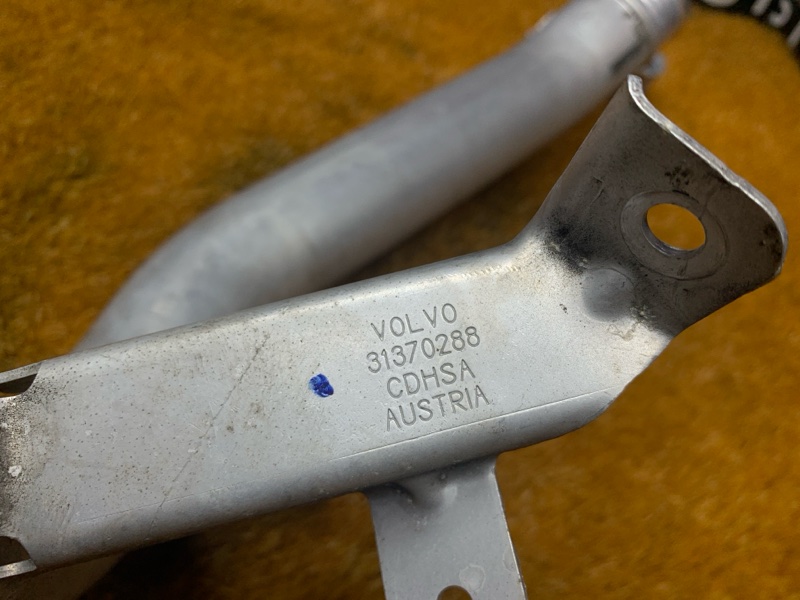 VOLVO
31370288
CDHSA
AUSTRIA